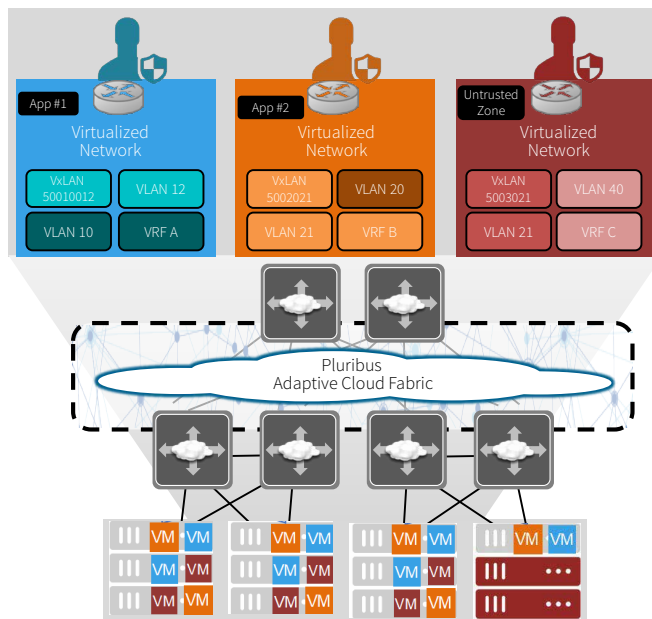 App #1
Virtualized
Network
VxLAN
50010012
VLAN 12
VLAN 10
VRF A
App #2
Virtualized
Network
VxLAN
5002021
VLAN 20
VLAN 21
VRF B
Untrusted
Zone
Virtualized
Network
VxLAN
5003021
VLAN 40
VLAN 21
VRF C
Pluribus
Adaptive Cloud Fabric
VM VM VM VM VM VM VM VM
VM VM VM VM VM VM
VM VM VM VM VM VM